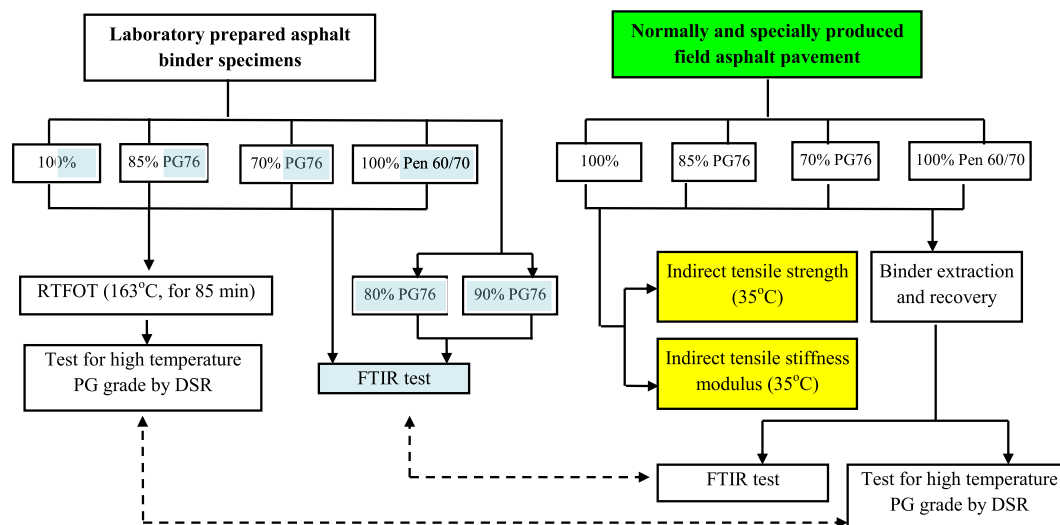 Laboratory prepared asphalt
binder specimens
Normally and specially produced
field asphalt pavement
100%
85% PG76
70% PG76
100% Pen 60/70
100%
85% PG76
70% PG76
100% Pen 60/70
RTFOT (163°C, for 85 min)
80% PG76
90% PG76
Indirect tensile strength
(35°C)
Binder extraction
and recovery
Test for high temperature
PG grade by DSR
FTIR test
Indirect tensile stiffness
modulus (35°C)
FTIR test
Test for high temperature
PG grade by DSR